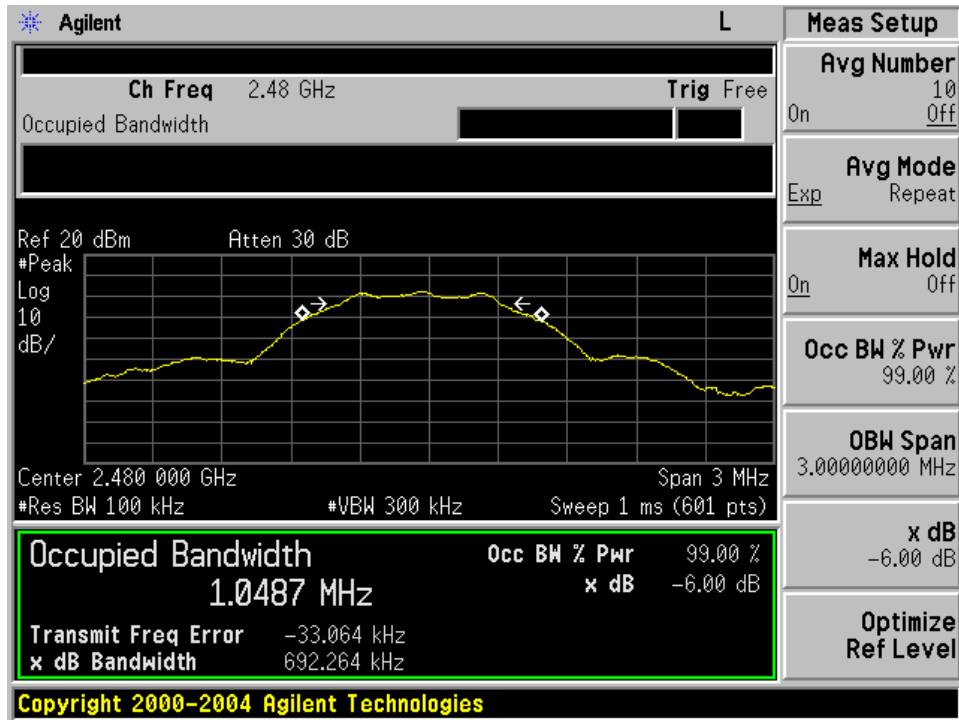 Agilent L
Ch Freq 2.48 GHz Trig Free
Occupied Bandwidth
Ref 20 dBm Atten 30 dB
#Peak
Log
10
dB/
Center 2.480 000 GHz Span 3 MHz
#Res BW 100 kHz #VBW 300 kHz Sweep 1 ms (601 pts)
Occupied Bandwidth Occ BW % Pwr 99.00 %
1.0487 MHz x dB -6.00 dB
Transmit Freq Error -33.064 kHz
x dB Bandwidth 692.264 kHz
Copyright 2000-2004 Agilent Technologies
Meas Setup
Avg Number
10
On Off
Avg Mode
Exp Repeat
Max Hold
On Off
Occ BW % Pwr
99.00 %
OBW Span
3.00000000 MHz
x dB
-6.00 dB
Optimize
Ref Level